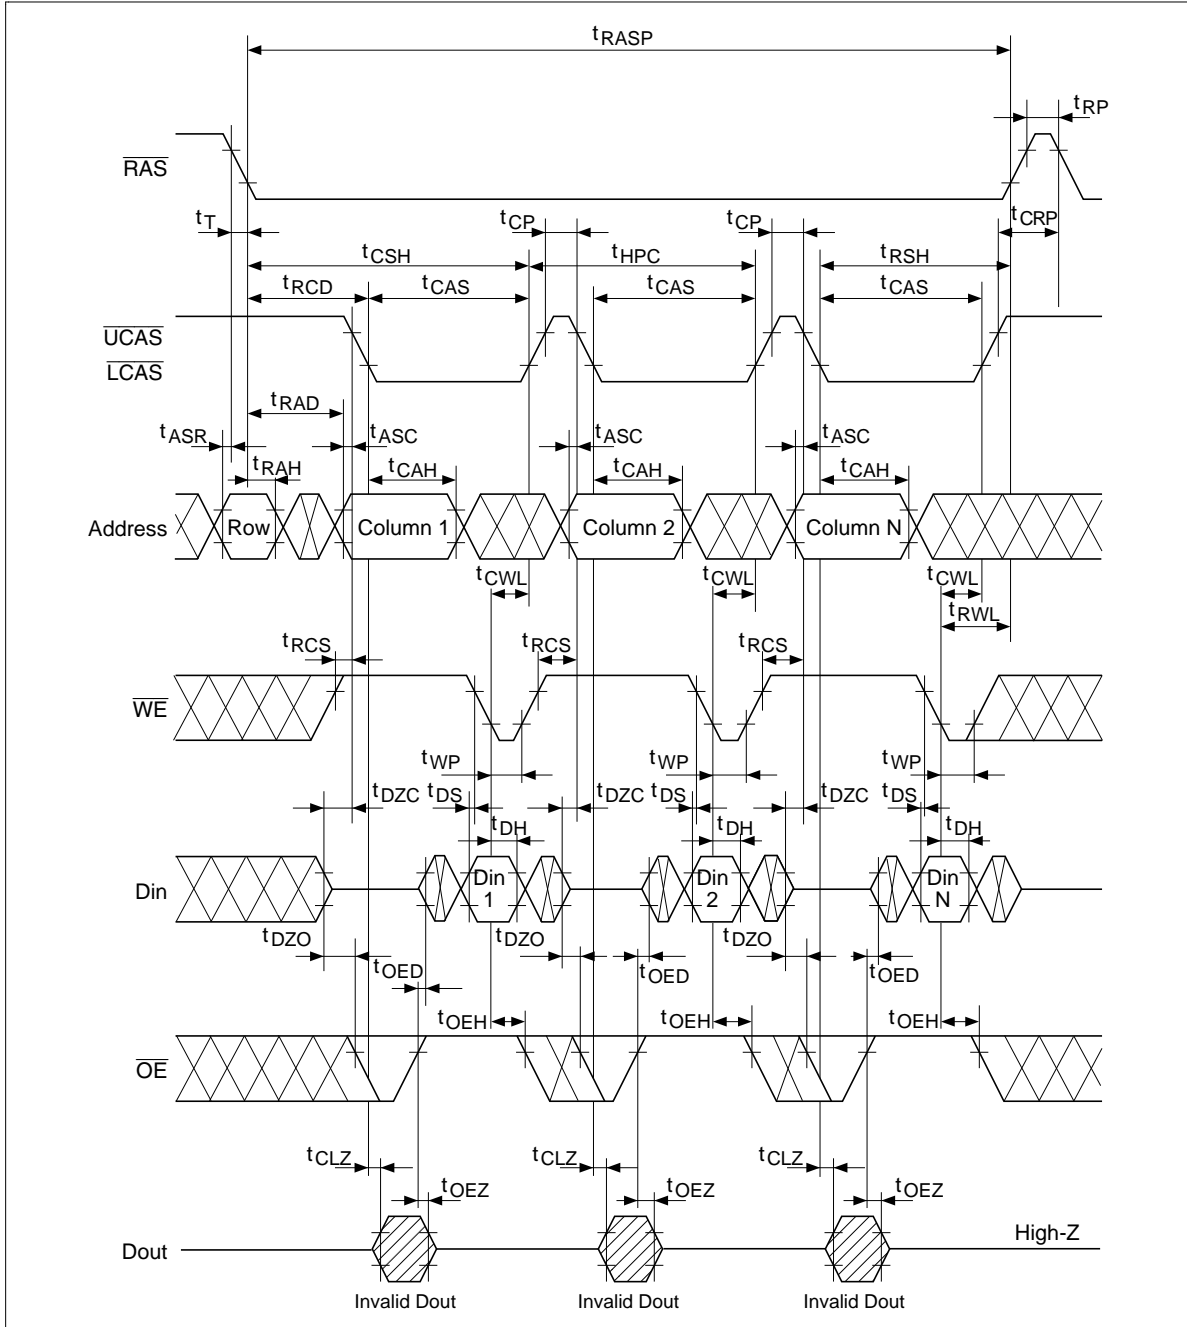 tRASP
tRP
RAS
tT tCP tCP tCRP
tCSH tHPC tRSH
tRCD tCAS tCAS tCAS
UCAS
LCAS
tRAD
tASR tASC tASC tASC
tRAH tCAH tCAH tCAH
Address Row Column 1 Column 2 Column N
tCWL tCWL tCWL
tRWL
tRCS tRCS tRCS
WE
tWP tWP tWP
tDZC tDS tDZC tDS tDZC tDS
tDH tDH tDH
Din Din 1 Din 2 Din N
tDZO tDZO tDZO
tOED tOED tOED
tOEH tOEH tOEH
OE
tCLZ tCLZ tCLZ
tOEZ tOEZ tOEZ
Dout High-Z
Invalid Dout Invalid Dout Invalid Dout